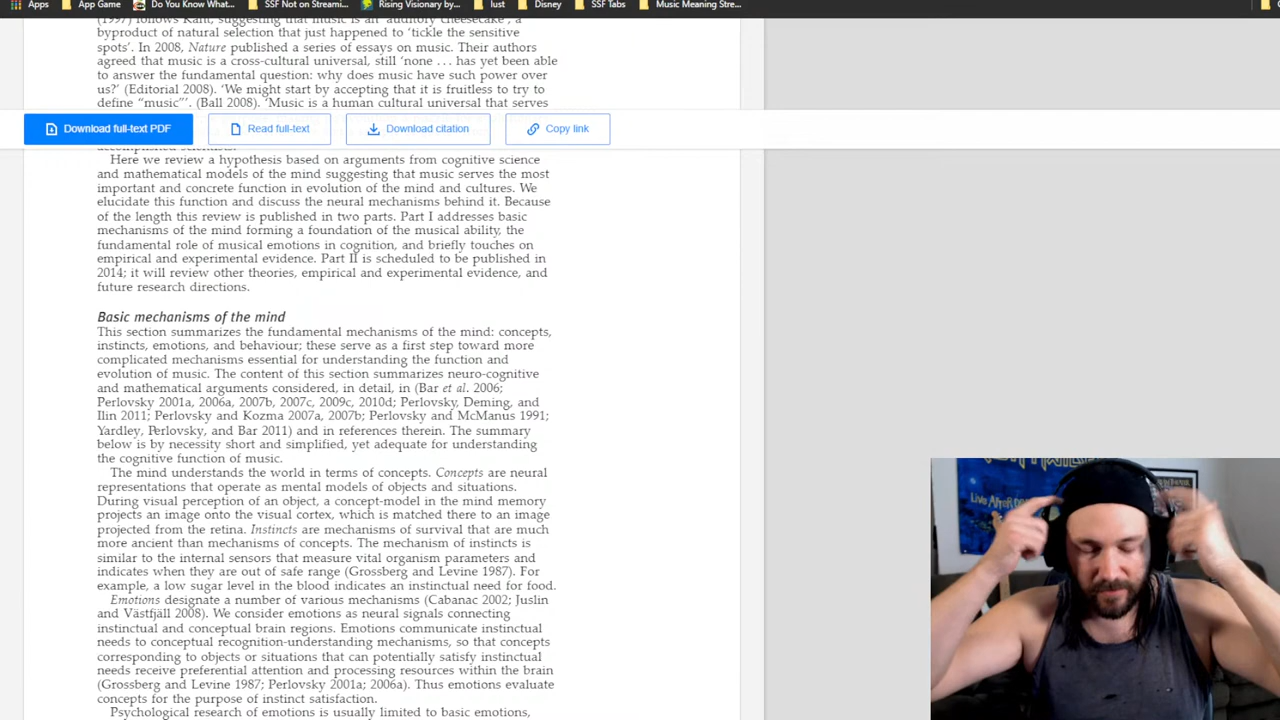 Apps
App Game
Do You Know What...
SSF Not on Streami...
Rising Visionary by...
lust
Disney
SSF Tabs
Music Meaning Stre...
(1997) follows Kant, suggesting that music is an 'auditory cheesecake', a
byproduct of natural selection that just happened to 'tickle the sensitive
spots'. In 2008, Nature published a series of essays on music. Their authors
agreed that music is a cross-cultural universal, still 'none . . . has yet been able
to answer the fundamental question: why does music have such power over
us?' (Editorial 2008). 'We might start by accepting that it is fruitless to try to
define “music”'. (Ball 2008). 'Music is a human cultural universal that serves
Download full-text PDF
Read full-text
Download citation
Copy link
accomplished scientists.
Here we review a hypothesis based on arguments from cognitive science
and mathematical models of the mind suggesting that music serves the most
important and concrete function in evolution of the mind and cultures. We
elucidate this function and discuss the neural mechanisms behind it. Because
of the length this review is published in two parts. Part I addresses basic
mechanisms of the mind forming a foundation of the musical ability, the
fundamental role of musical emotions in cognition, and briefly touches on
empirical and experimental evidence. Part II is scheduled to be published in
2014; it will review other theories, empirical and experimental evidence, and
future research directions.
Basic mechanisms of the mind
This section summarizes the fundamental mechanisms of the mind: concepts,
instincts, emotions, and behaviour; these serve as a first step toward more
complicated mechanisms essential for understanding the function and
evolution of music. The content of this section summarizes neuro-cognitive
and mathematical arguments considered, in detail, in (Bar et al. 2006;
Perlovsky 2001a, 2006a, 2007b, 2007c, 2009c, 2010d; Perlovsky, Deming, and
Ilin 2011; Perlovsky and Kozma 2007a, 2007b; Perlovsky and McManus 1991;
Yardley, Perlovsky, and Bar 2011) and in references therein. The summary
below is by necessity short and simplified, yet adequate for understanding
the cognitive function of music.
The mind understands the world in terms of concepts. Concepts are neural
representations that operate as mental models of objects and situations.
During visual perception of an object, a concept-model in the mind memory
projects an image onto the visual cortex, which is matched there to an image
projected from the retina. Instincts are mechanisms of survival that are much
more ancient than mechanisms of concepts. The mechanism of instincts is
similar to the internal sensors that measure vital organism parameters and
indicates when they are out of safe range (Grossberg and Levine 1987). For
example, a low sugar level in the blood indicates an instinctual need for food.
Emotions designate a number of various mechanisms (Cabanac 2002; Juslin
and Västfjäll 2008). We consider emotions as neural signals connecting
instinctual and conceptual brain regions. Emotions communicate instinctual
needs to conceptual recognition-understanding mechanisms, so that concepts
corresponding to objects or situations that can potentially satisfy instinctual
needs receive preferential attention and processing resources within the brain
(Grossberg and Levine 1987; Perlovsky 2001a; 2006a). Thus emotions evaluate
concepts for the purpose of instinct satisfaction.
Psychological research of emotions is usually limited to basic emotions,